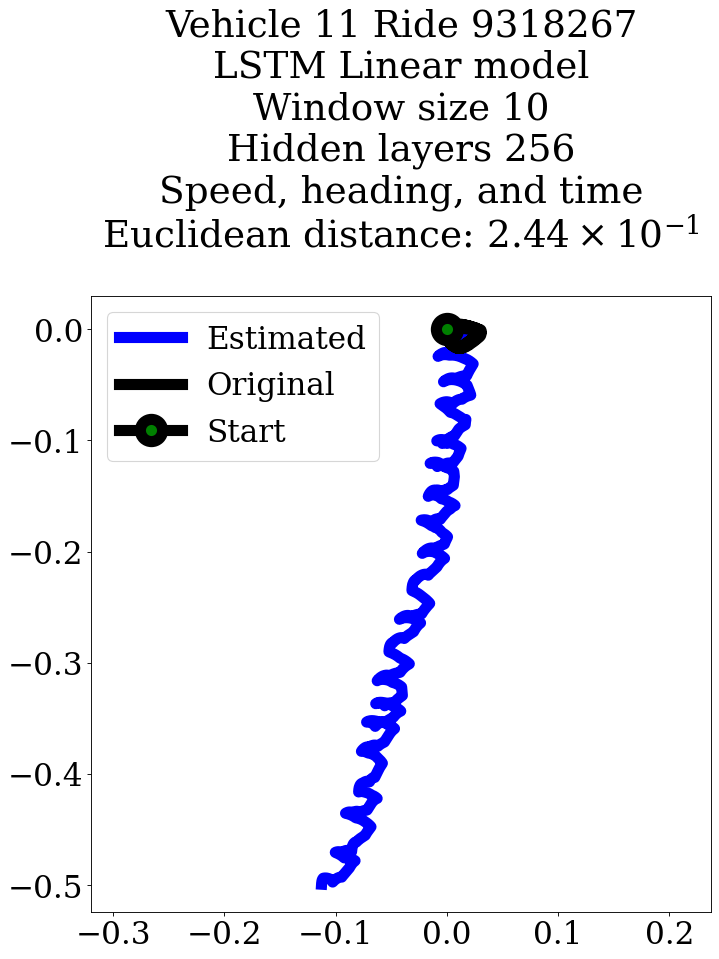 Vehicle 11 Ride 9318267
LSTM Linear model
Window size 10
Hidden layers 256
Speed, heading, and time
Euclidean distance: 2.44 × 10⁻¹
Estimated
Original
Start
0.0
−0.1
−0.2
−0.3
−0.4
−0.5
−0.3 −0.2 −0.1 0.0 0.1 0.2